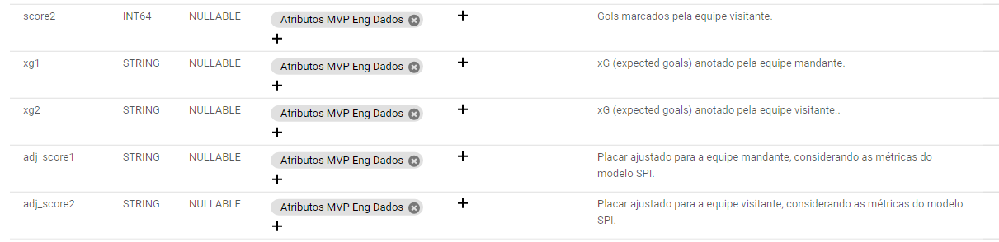 score2 INT64 NULLABLE Atributos MVP Eng Dados Gols marcados pela equipe visitante.
xg1 STRING NULLABLE Atributos MVP Eng Dados xG (expected goals) anotado pela equipe mandante.
xg2 STRING NULLABLE Atributos MVP Eng Dados xG (expected goals) anotado pela equipe visitante..
adj_score1 STRING NULLABLE Atributos MVP Eng Dados Placar ajustado para a equipe mandante, considerando as métricas do
modelo SPI.
adj_score2 STRING NULLABLE Atributos MVP Eng Dados Placar ajustado para a equipe visitante, considerando as métricas do modelo
SPI.